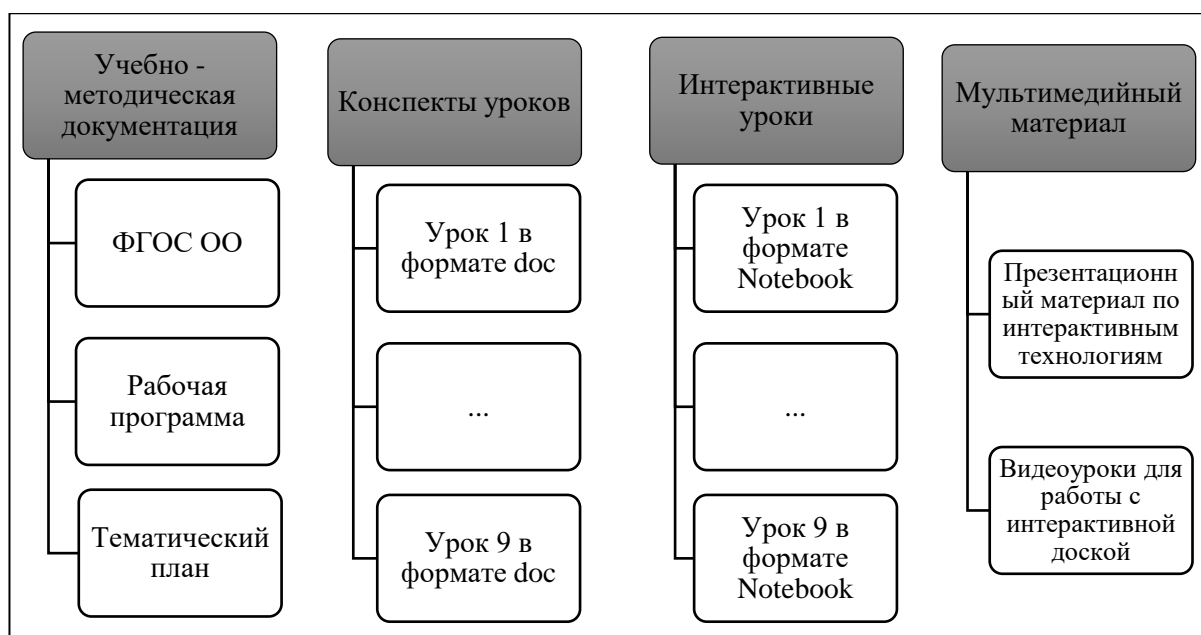 Учебно -
методическая
документация
ФГОС ОО
Рабочая
программа
Тематический
план
Конспекты уроков
Урок 1 в
формате doc
...
Урок 9 в
формате doc
Интерактивные
уроки
Урок 1 в
формате
Notebook
...
Урок 9 в
формате
Notebook
Мультимедийный
материал
Презентационн
ый материал по
интерактивным
технологиям
Видеоуроки для
работы с
интерактивной
доской